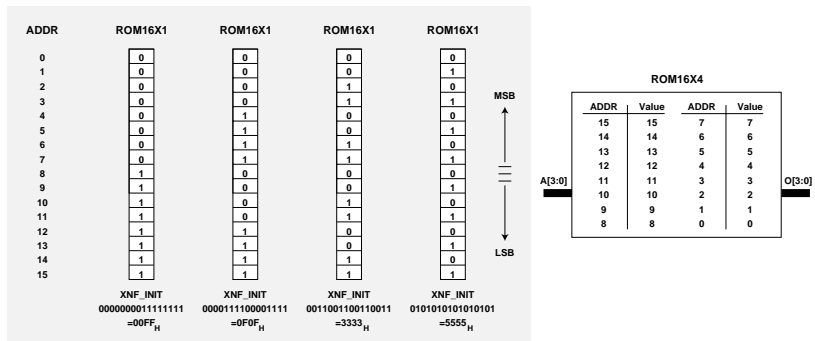 ADDR ROM16X1 ROM16X1 ROM16X1 ROM16X1
0 0 0 0 0
1 0 0 0 1
2 0 0 1 0
3 0 0 1 1
4 0 1 0 0
5 0 1 0 1
6 0 1 1 0
7 0 1 1 1
8 1 0 0 0
9 1 0 0 1
10 1 0 1 0
11 1 0 1 1
12 1 1 0 0
13 1 1 0 1
14 1 1 1 0
15 1 1 1 1
MSB
LSB
XNF_INIT XNF_INIT XNF_INIT XNF_INIT
0000000011111111 0000111100001111 0011001100110011 0101010101010101
=00FFH =0F0FH =3333H =5555H
ROM16X4
ADDR Value ADDR Value
15 15 7 7
14 14 6 6
13 13 5 5
12 12 4 4
11 11 3 3
10 10 2 2
9 9 1 1
8 8 0 0
A[3:0]
O[3:0]